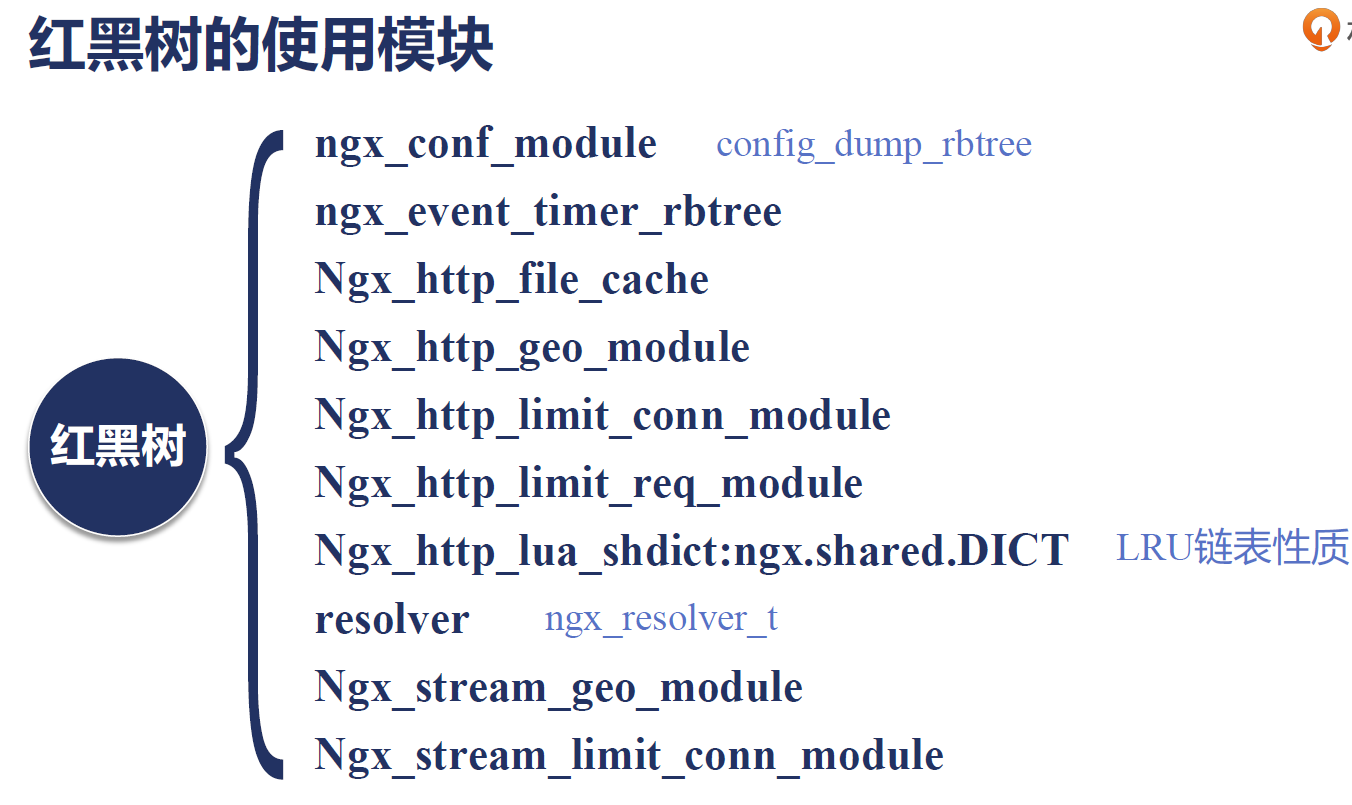 红黑树的使用模块
ngx_conf_module config_dump_rbtree
ngx_event_timer_rbtree
Ngx_http_file_cache
Ngx_http_geo_module
Ngx_http_limit_conn_module
红黑树
Ngx_http_limit_req_module
Ngx_http_lua_shdict:ngx.shared.DICT LRU链表性质
resolver ngx_resolver_t
Ngx_stream_geo_module
Ngx_stream_limit_conn_module